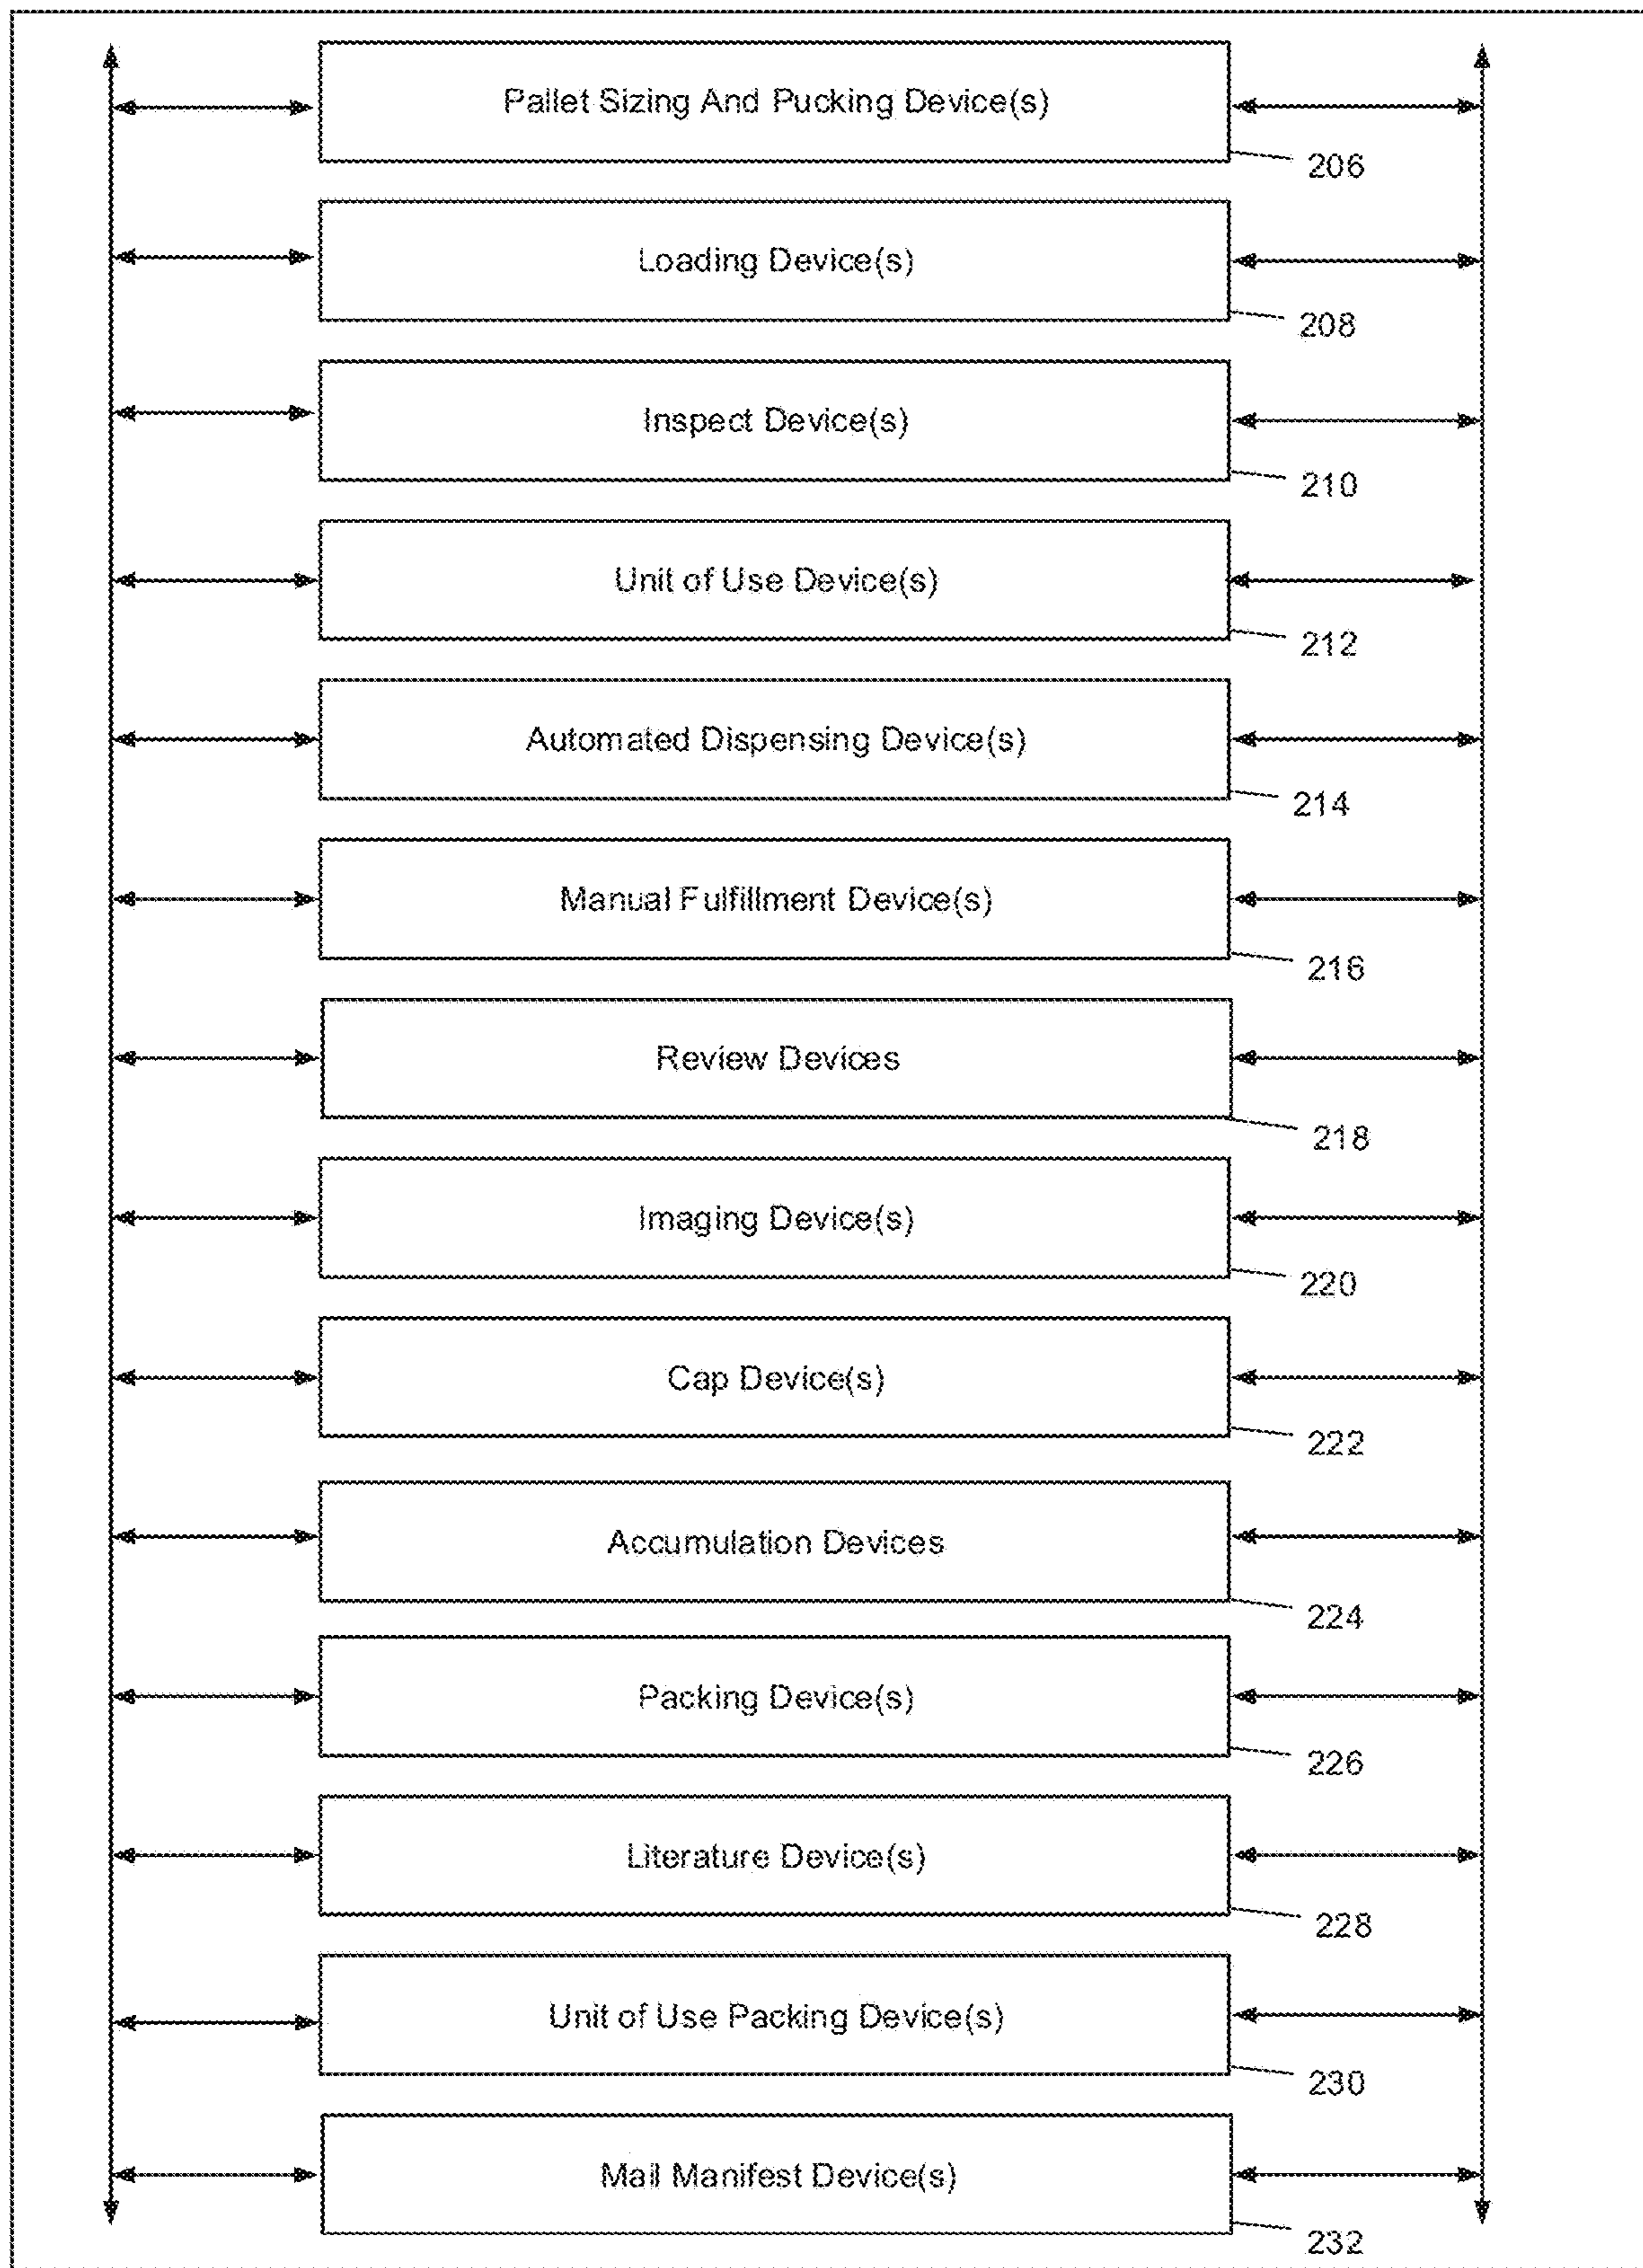 Pallet Sizing And Pucking Device(s)
206
Loading Device(s)
208
Inspect Device(s)
210
Unit of Use Device(s)
212
Automated Dispensing Device(s)
214
Manual Fulfillment Device(s)
216
Review Devices
218
Imaging Device(s)
220
Cap Device(s)
222
Accumulation Devices
224
Packing Device(s)
226
Literature Device(s)
228
Unit of Use Packing Device(s)
230
Mail Manifest Device(s)
232